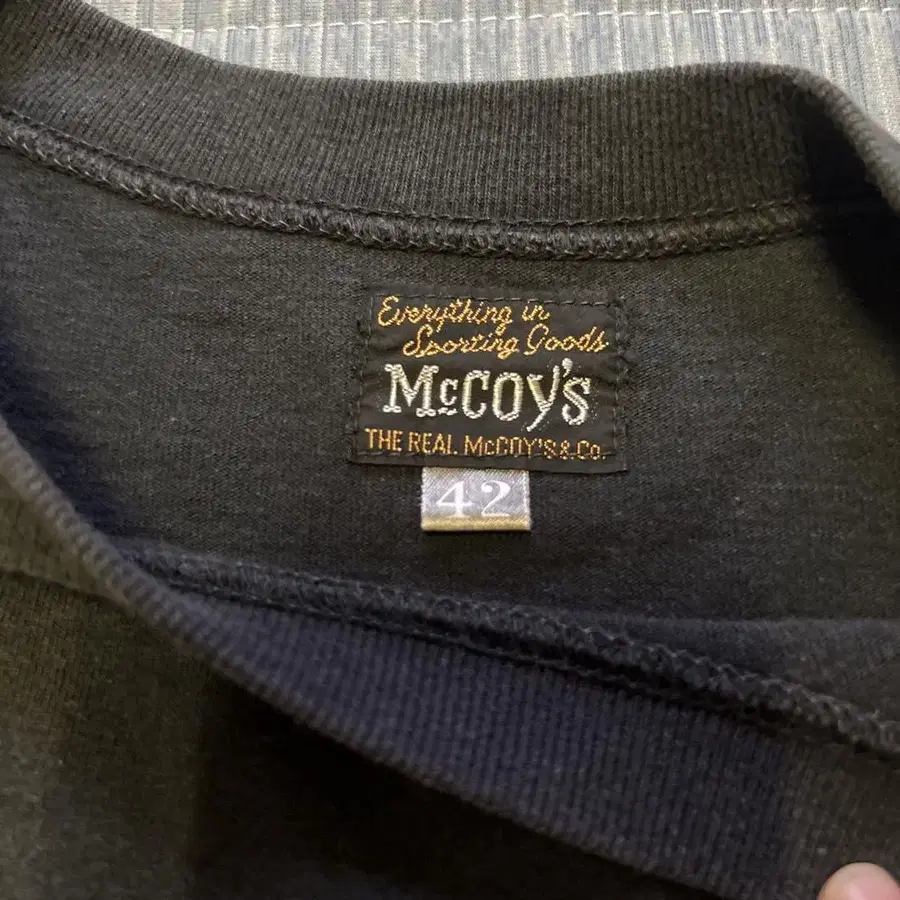 Everything in
Sporting Goods
McCOY'S
THE REAL McCOY'S & Co.
42